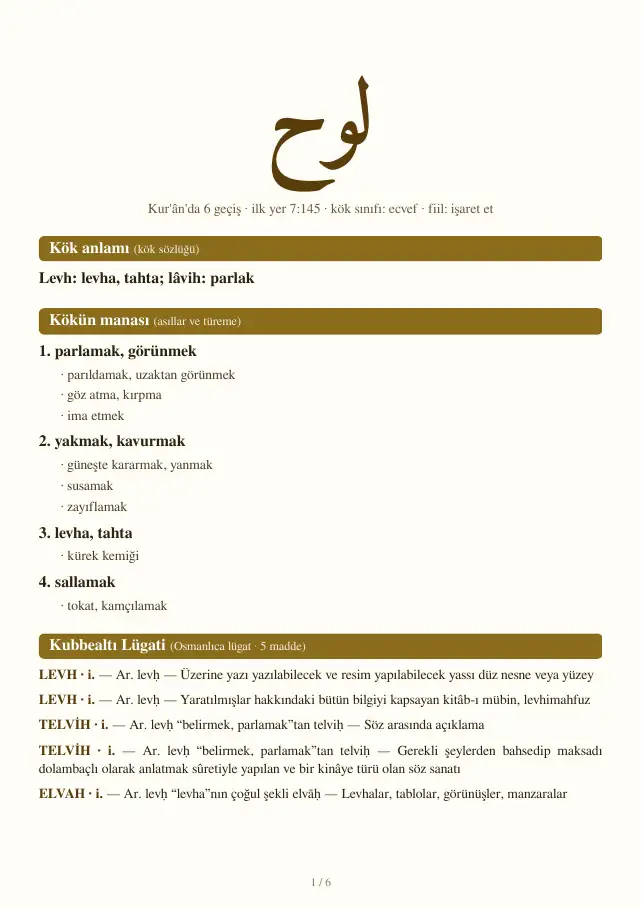 لوح
Kur'ân'da 6 geçiş · ilk yer 7:145 · kök sınıfı: ecvef · fiil: işaret et
Kök anlamı (kök sözlüğü)
Levh: levha, tahta; lâvih: parlak
Kökün manası (asıllar ve türeme)
1. parlamak, görünmek
· parıldamak, uzaktan görünmek
· göz atma, kırpma
· ima etmek
2. yakmak, kavurmak
· güneşte kararmak, yanmak
· susamak
· zayıflamak
3. levha, tahta
· kürek kemiği
4. sallamak
· tokat, kamçılamak
Kubbealtı Lügati (Osmanlıca lügat · 5 madde)
LEVH · i. — Ar. levḥ — Üzerine yazı yazılabilecek ve resim yapılabilecek yassı düz nesne veya yüzey
LEVH · i. — Ar. levḥ — Yaratılmışlar hakkındaki bütün bilgiyi kapsayan kitâb-ı mübin, levhimahfuz
TELVİH · i. — Ar. levḥ “belirmek, parlamak”tan telviḥ — Söz arasında açıklama
TELVİH · i. — Ar. levḥ “belirmek, parlamak”tan telviḥ — Gerekli şeylerden bahsedip maksadı
dolambaçlı olarak anlatmak sûretiyle yapılan ve bir kinâye türü olan söz sanatı
ELVAH · i. — Ar. levḥ “levha”nın çoğul şekli elvāḥ — Levhalar, tablolar, görünüşler, manzaralar
1 / 6